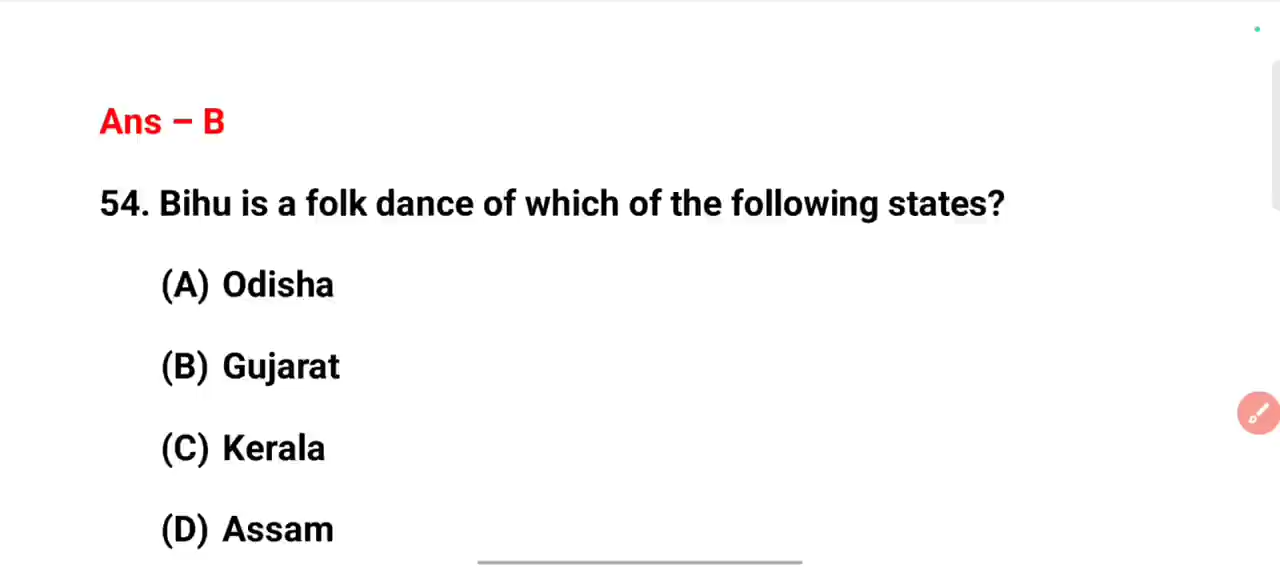 Ans – B
54. Bihu is a folk dance of which of the following states?
(A) Odisha
(B) Gujarat
(C) Kerala
(D) Assam